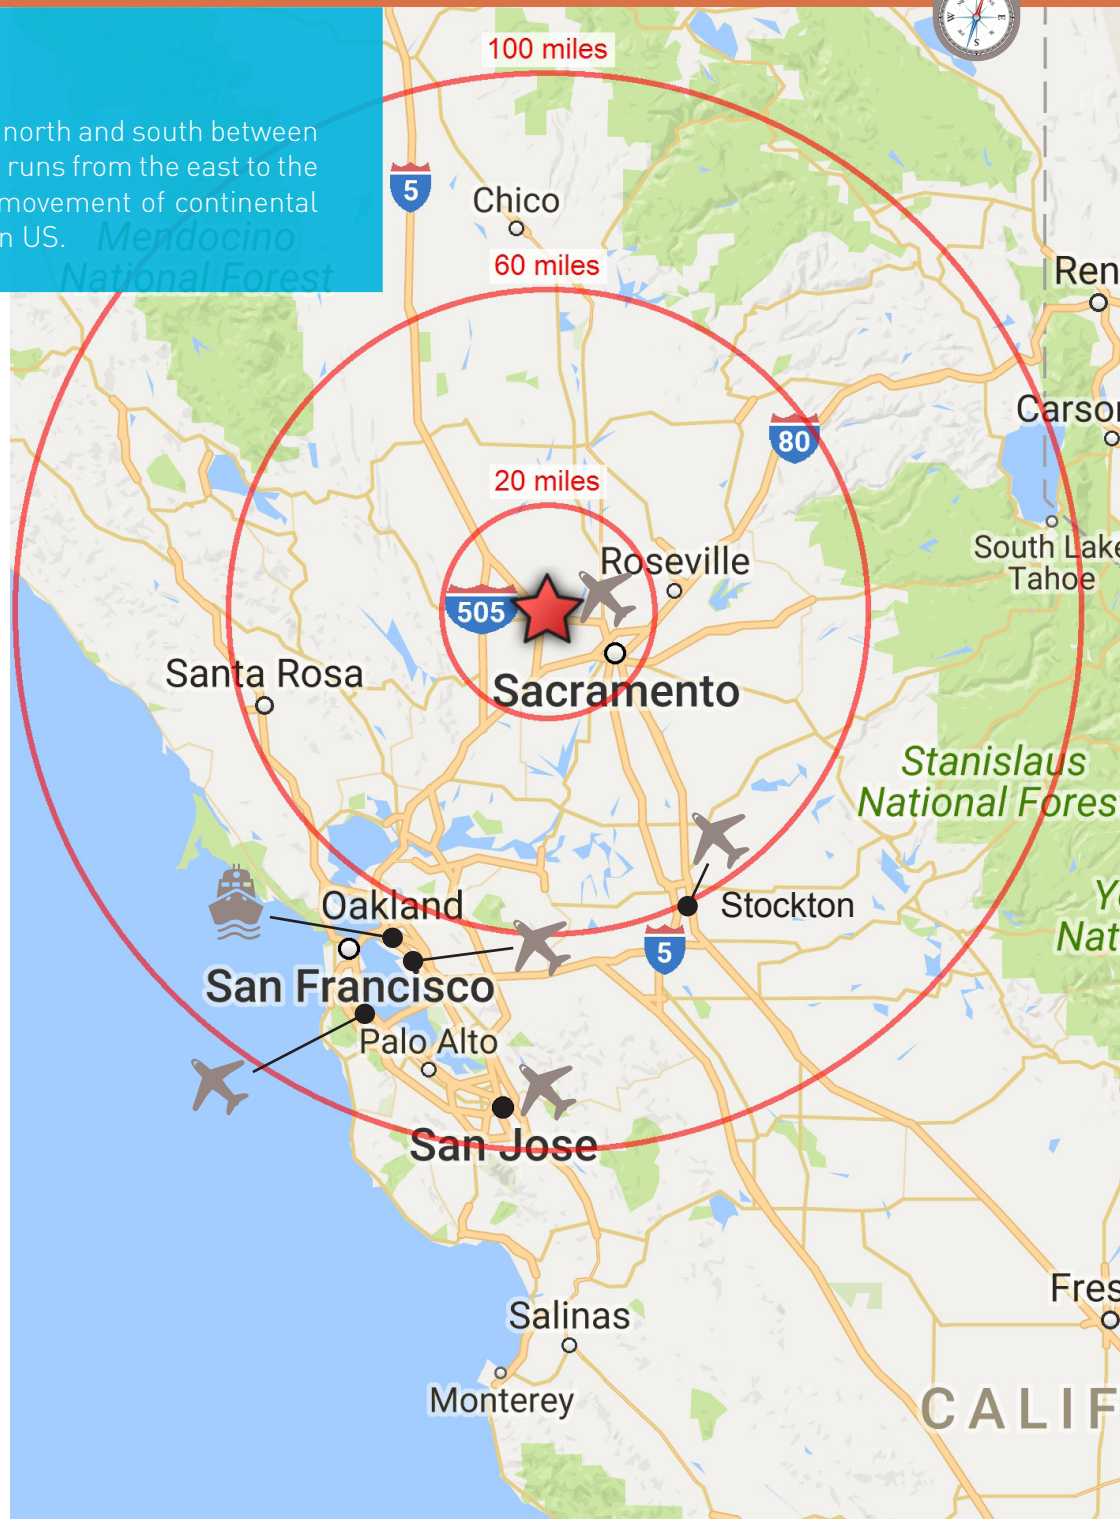 100 miles
north and south between
runs from the east to the
movement of continental
n US.
Mendocino
National Forest
5
Chico
60 miles
Ren
Carso
80
20 miles
Roseville
South Lake
Tahoe
505
Sacramento
Santa Rosa
Stanislaus
National Fores
Oakland
Stockton
Y
Nat
5
San Francisco
Palo Alto
San Jose
Fres
Salinas
Monterey
CALIF